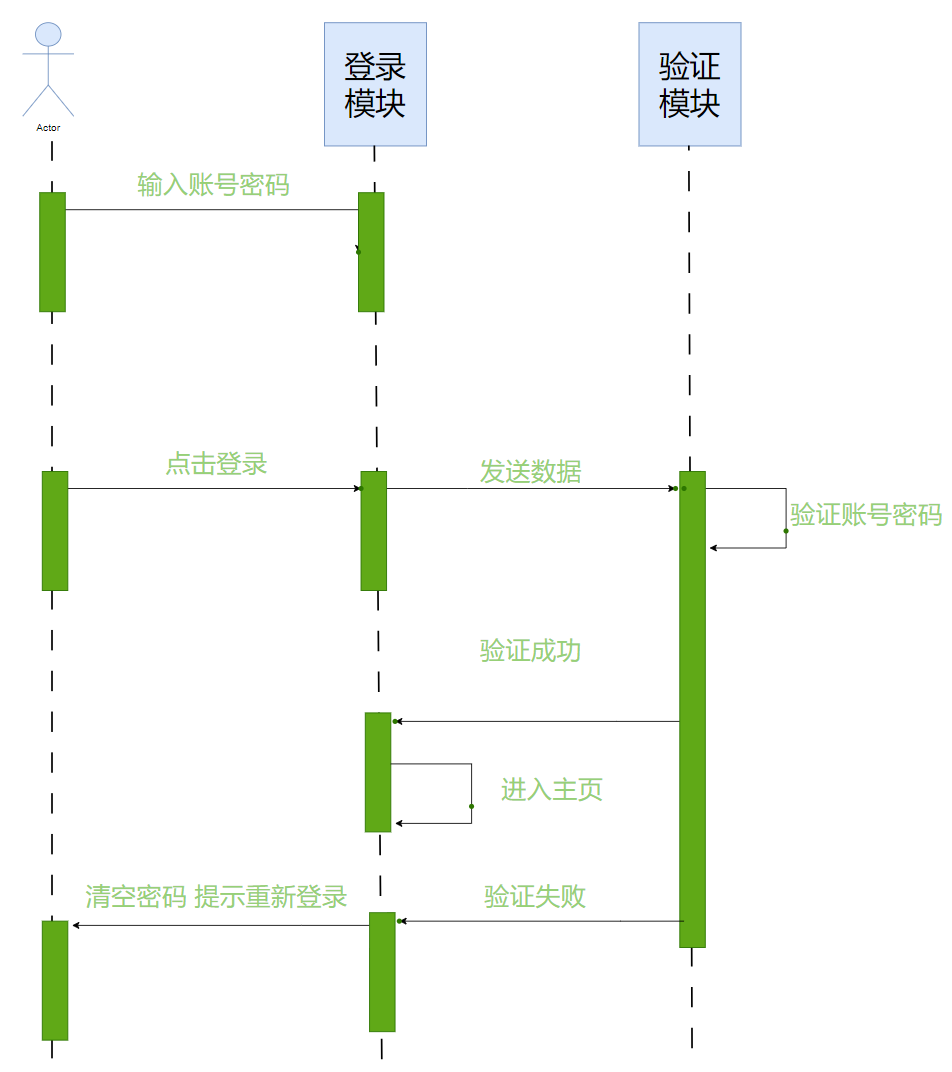 登录
模块
验证
模块
Actor
输入账号密码
点击登录
发送数据
验证账号密码
验证成功
进入主页
清空密码 提示重新登录
验证失败